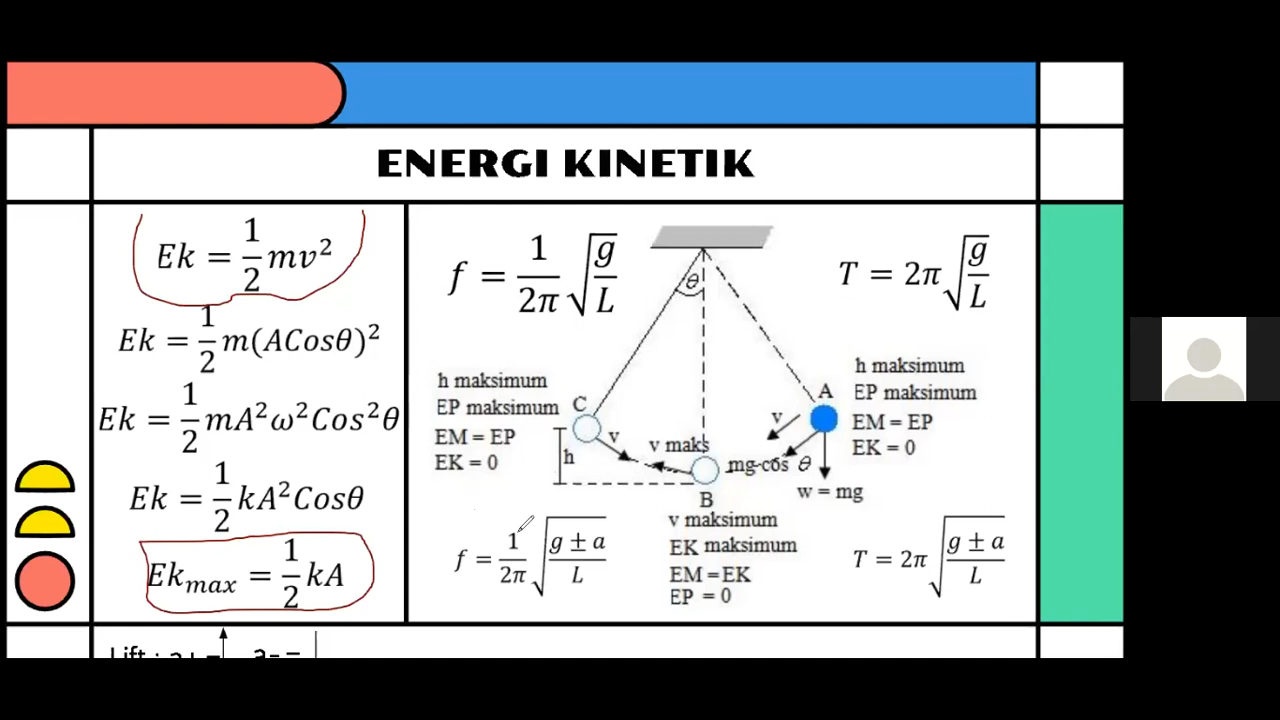 ENERGI KINETIK
Ek = 1/2 mv²
Ek = 1/2 m(ACosθ)²
Ek = 1/2 mA²ω²Cos²θ
Ek = 1/2 kA²Cosθ
Ek_max = 1/2 kA
f = 1/2π √(g/L)
θ
T = 2π √(g/L)
h maksimum
EP maksimum
EM = EP
EK = 0
C
v
h
v maks
B
mg cos θ
v
A
w = mg
h maksimum
EP maksimum
EM = EP
EK = 0
f = 1/2π √((g ± a)/L)
v maksimum
EK maksimum
EM = EK
EP = 0
T = 2π √((g ± a)/L)
Lift :